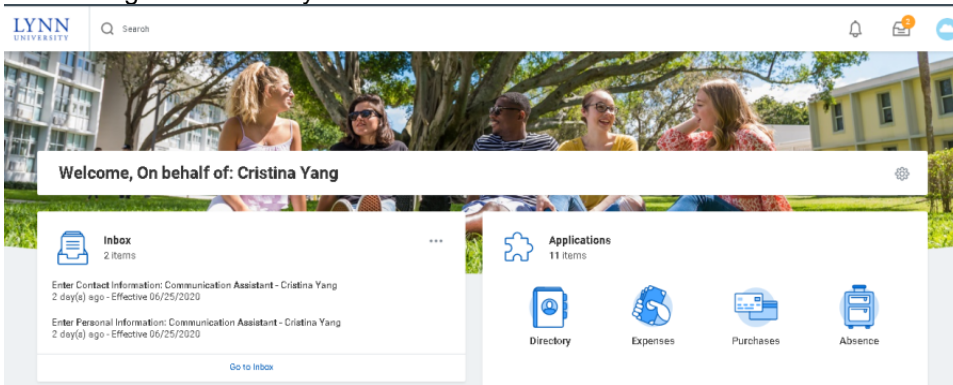 LYNN
UNIVERSITY
Search
2
Welcome, On behalf of: Cristina Yang
Inbox
2 items
Enter Contact Information: Communication Assistant - Cristina Yang
2 day(s) ago - Effective 06/25/2020
Enter Personal Information: Communication Assistant - Cristina Yang
2 day(s) ago - Effective 06/25/2020
Go to Inbox
Applications
11 items
Directory
Expenses
Purchases
Absence